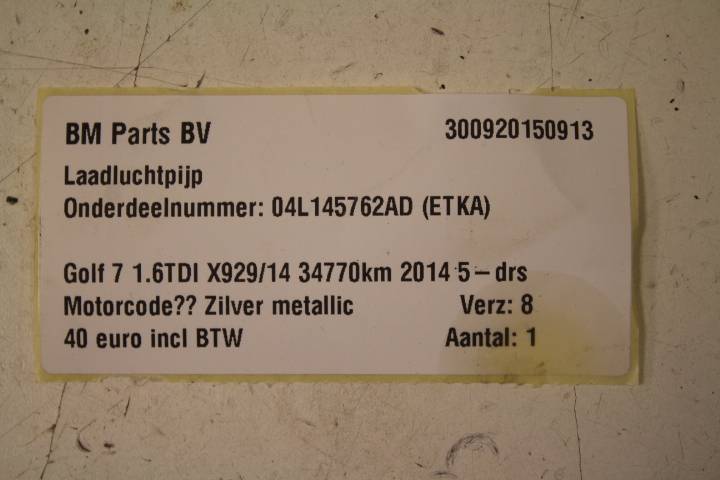 BM Parts BV 300920150913
Laadluchtpijp
Onderdeelnummer: 04L145762AD (ETKA)
Golf 7 1.6TDI X929/14 34770km 2014 5-drs
Motorcode?? Zilver metallic Verz: 8
40 euro incl BTW Aantal: 1